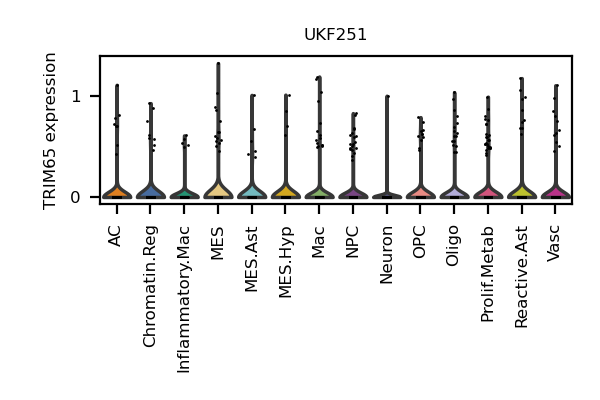 UKF251
TRIM65 expression
1
0
AC
Chromatin.Reg
Inflammatory.Mac
MES
MES.Ast
MES.Hyp
Mac
NPC
Neuron
OPC
Oligo
Prolif.Metab
Reactive.Ast
Vasc